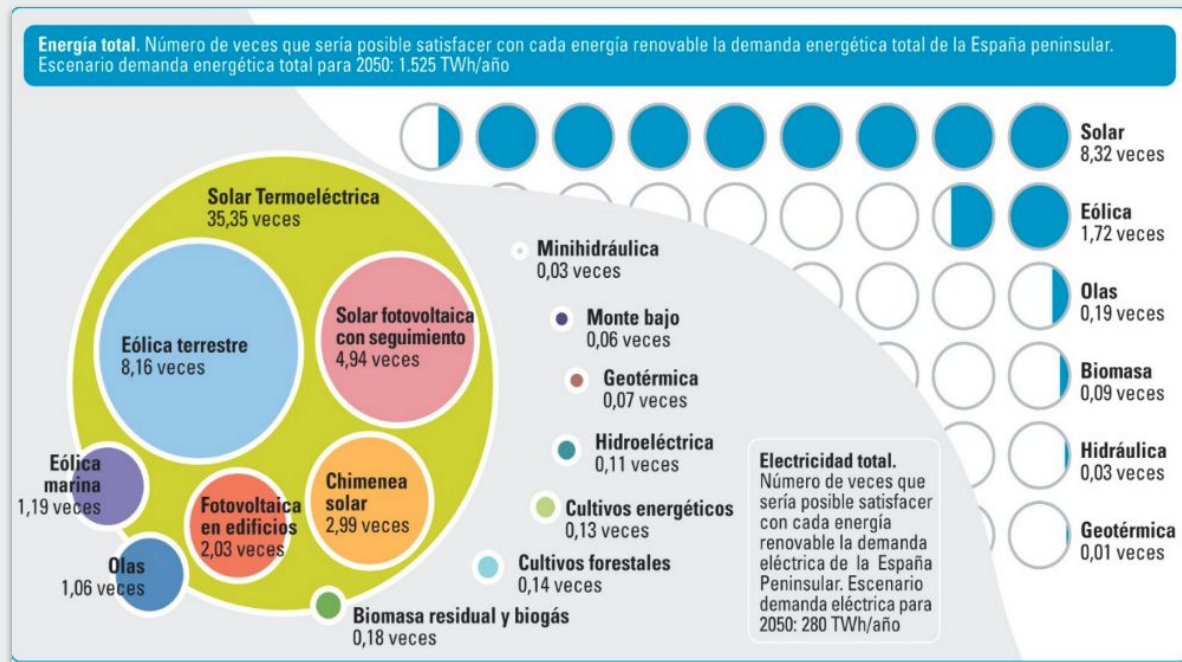 Energía total. Número de veces que sería posible satisfacer con cada energía renovable la demanda energética total de la España peninsular.
Escenario demanda energética total para 2050: 1.525 TWh/año
Solar
8,32 veces
Eólica
1,72 veces
Olas
0,19 veces
Biomasa
0,09 veces
Hidráulica
0,03 veces
Geotérmica
0,01 veces
Solar Termoeléctrica
35,35 veces
Eólica terrestre
8,16 veces
Solar fotovoltaica
con seguimiento
4,94 veces
Eólica
marina
1,19 veces
Fotovoltaica
en edificios
2,03 veces
Chimenea
solar
2,99 veces
Olas
1,06 veces
Biomasa residual y biogás
0,18 veces
Minihidráulica
0,03 veces
Monte bajo
0,06 veces
Geotérmica
0,07 veces
Hidroeléctrica
0,11 veces
Cultivos energéticos
0,13 veces
Cultivos forestales
0,14 veces
Electricidad total.
Número de veces que
sería posible satisfacer
con cada energía
renovable la demanda
eléctrica de la España
Peninsular. Escenario
demanda eléctrica para
2050: 280 TWh/año